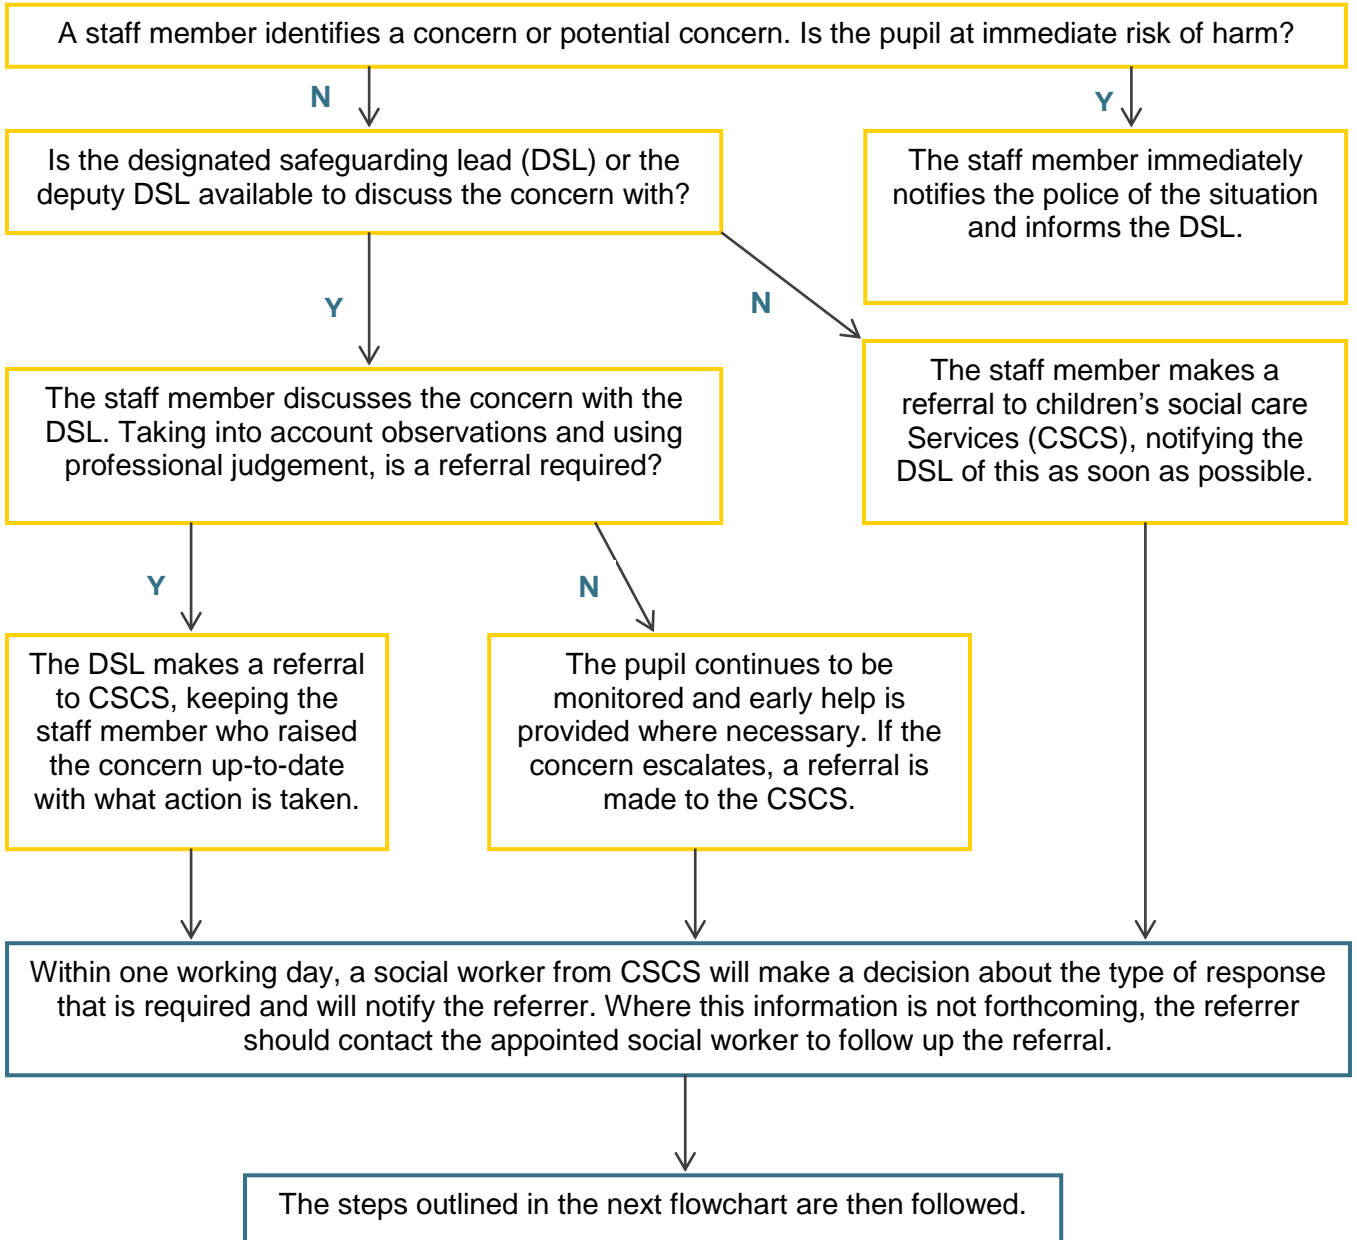 A staff member identifies a concern or potential concern. Is the pupil at immediate risk of harm?
N
Y
Is the designated safeguarding lead (DSL) or the
deputy DSL available to discuss the concern with?
The staff member immediately
notifies the police of the situation
and informs the DSL.
Y
N
The staff member discusses the concern with the
DSL. Taking into account observations and using
professional judgement, is a referral required?
The staff member makes a
referral to children’s social care
Services (CSCS), notifying the
DSL of this as soon as possible.
Y
N
The DSL makes a referral
to CSCS, keeping the
staff member who raised
the concern up-to-date
with what action is taken.
The pupil continues to be
monitored and early help is
provided where necessary. If the
concern escalates, a referral is
made to the CSCS.
Within one working day, a social worker from CSCS will make a decision about the type of response
that is required and will notify the referrer. Where this information is not forthcoming, the referrer
should contact the appointed social worker to follow up the referral.
The steps outlined in the next flowchart are then followed.